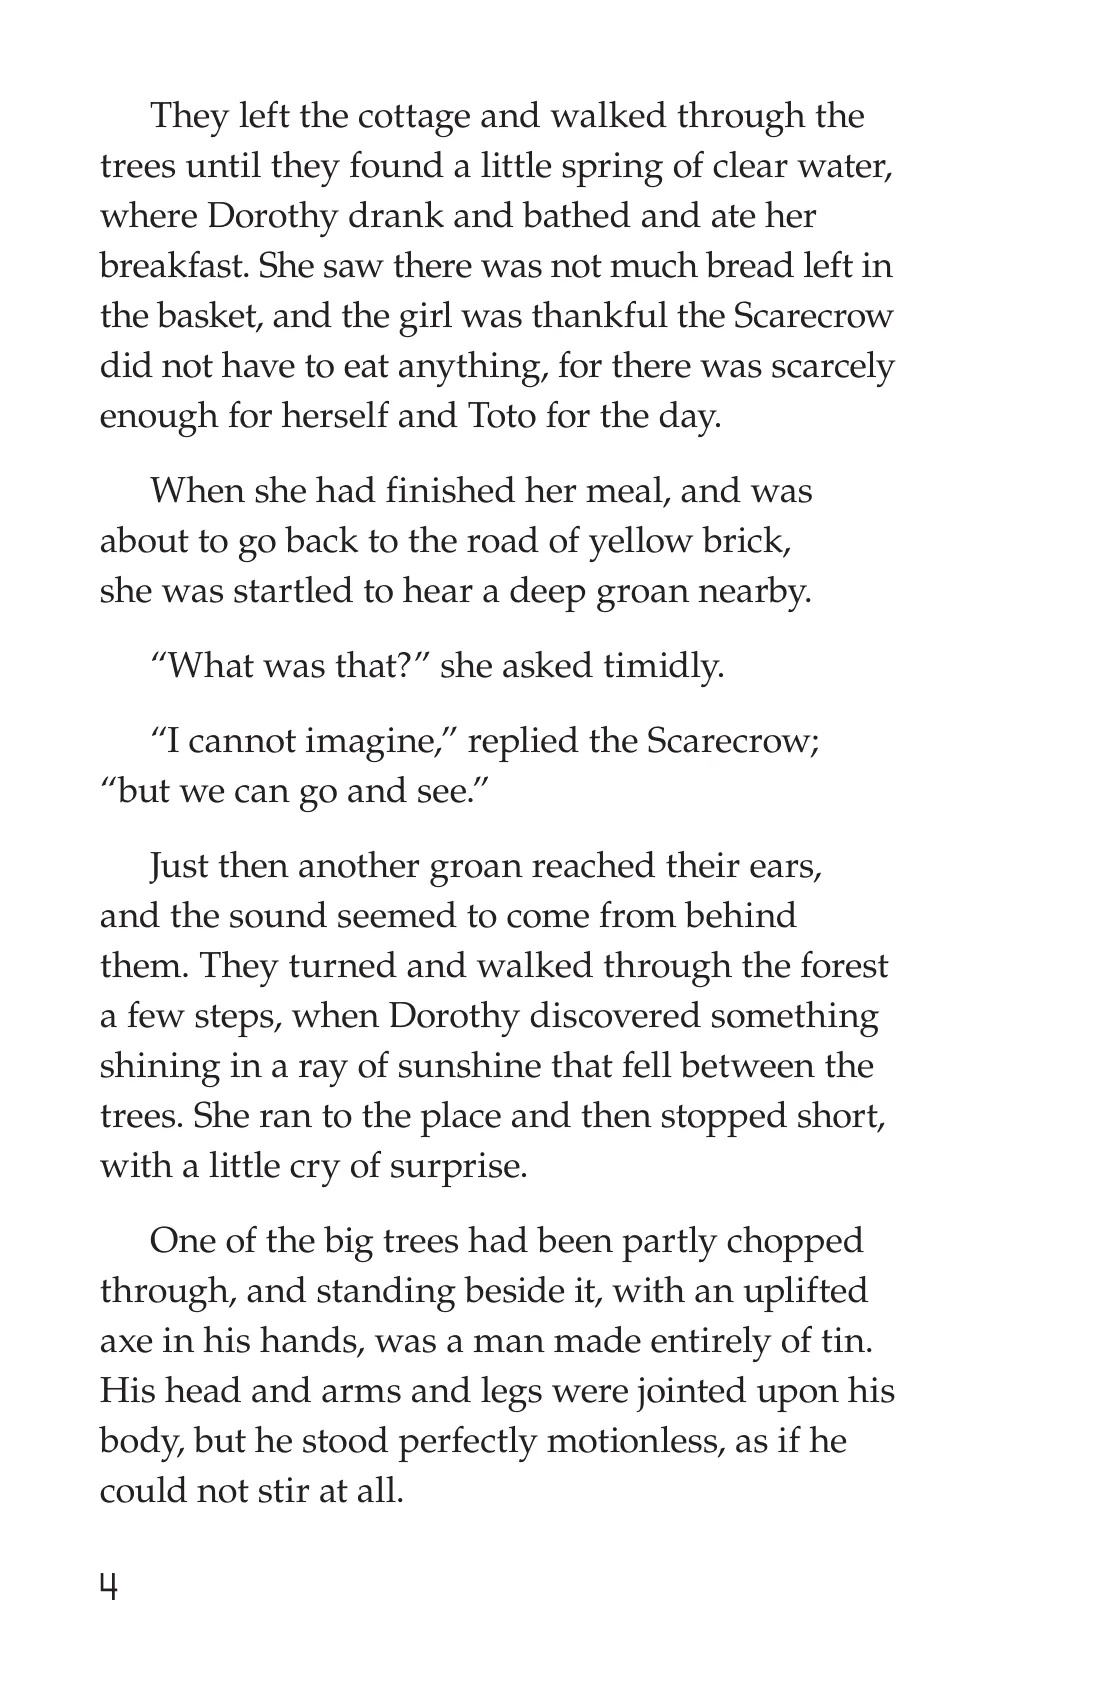 They left the cottage and walked through the
trees until they found a little spring of clear water,
where Dorothy drank and bathed and ate her
breakfast. She saw there was not much bread left in
the basket, and the girl was thankful the Scarecrow
did not have to eat anything, for there was scarcely
enough for herself and Toto for the day.
When she had finished her meal, and was
about to go back to the road of yellow brick,
she was startled to hear a deep groan nearby.
“What was that?” she asked timidly.
“I cannot imagine,” replied the Scarecrow;
“but we can go and see.”
Just then another groan reached their ears,
and the sound seemed to come from behind
them. They turned and walked through the forest
a few steps, when Dorothy discovered something
shining in a ray of sunshine that fell between the
trees. She ran to the place and then stopped short,
with a little cry of surprise.
One of the big trees had been partly chopped
through, and standing beside it, with an uplifted
axe in his hands, was a man made entirely of tin.
His head and arms and legs were jointed upon his
body, but he stood perfectly motionless, as if he
could not stir at all.
4